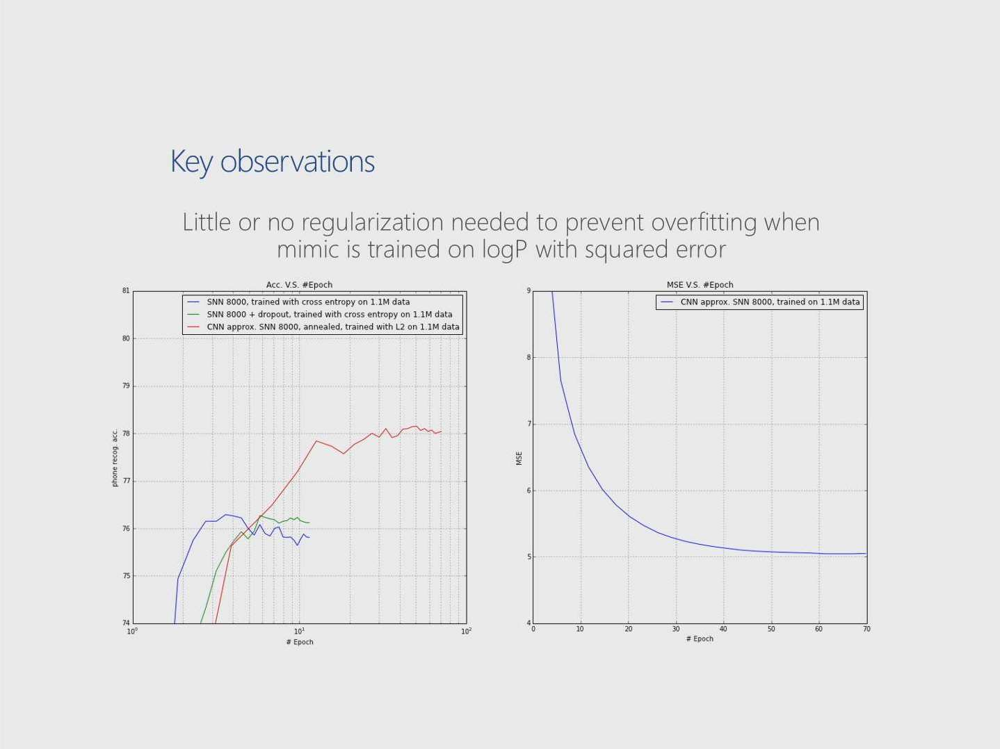 Key observations
Little or no regularization needed to prevent overfitting when
mimic is trained on logP with squared error
Acc. V.S. #Epoch
SNN 8000, trained with cross entropy on 1.1M data
SNN 8000 + dropout, trained with cross entropy on 1.1M data
CNN approx. SNN 8000, annealed, trained with L2 on 1.1M data
81
80
79
78
77
76
75
74
phone recog. acc.
10⁰
10¹
10²
# Epoch
MSE V.S. #Epoch
CNN approx. SNN 8000, trained on 1.1M data
9
8
7
6
5
4
MSE
0
10
20
30
40
50
60
70
# Epoch